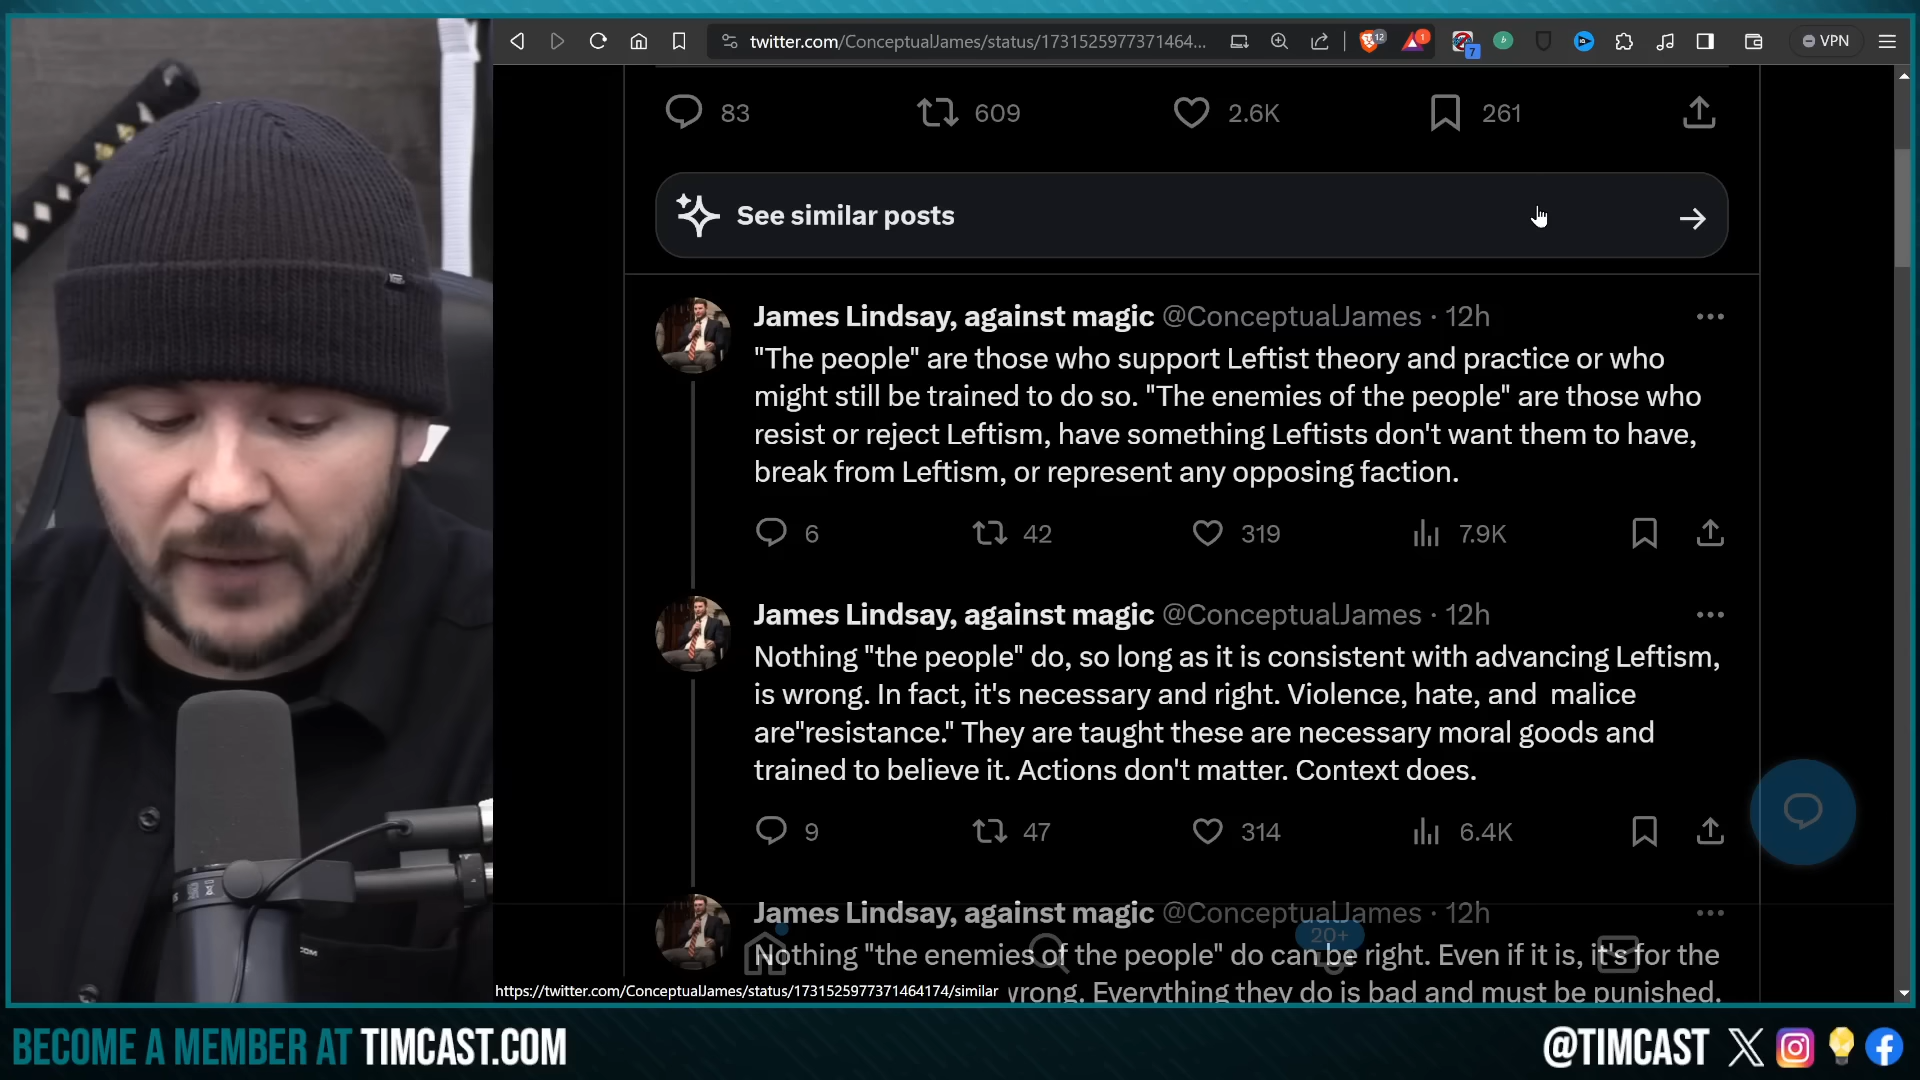 twitter.com/ConceptualJames/status/1731525977371464...
12
1
7
VPN
83
609
2.6K
261
See similar posts
James Lindsay, against magic @ConceptualJames · 12h
"The people" are those who support Leftist theory and practice or who
might still be trained to do so. "The enemies of the people" are those who
resist or reject Leftism, have something Leftists don't want them to have,
break from Leftism, or represent any opposing faction.
6
42
319
7.9K
James Lindsay, against magic @ConceptualJames · 12h
Nothing "the people" do, so long as it is consistent with advancing Leftism,
is wrong. In fact, it's necessary and right. Violence, hate, and  malice
are"resistance." They are taught these are necessary moral goods and
trained to believe it. Actions don't matter. Context does.
9
47
314
6.4K
James Lindsay, against magic @ConceptualJames · 12h
20+
Nothing "the enemies of the people" do can be right. Even if it is, it's for the
https://twitter.com/ConceptualJames/status/1731525977371464174/similar
wrong. Everything they do is bad and must be punished.
BECOME A MEMBER AT TIMCAST.COM
@TIMCAST